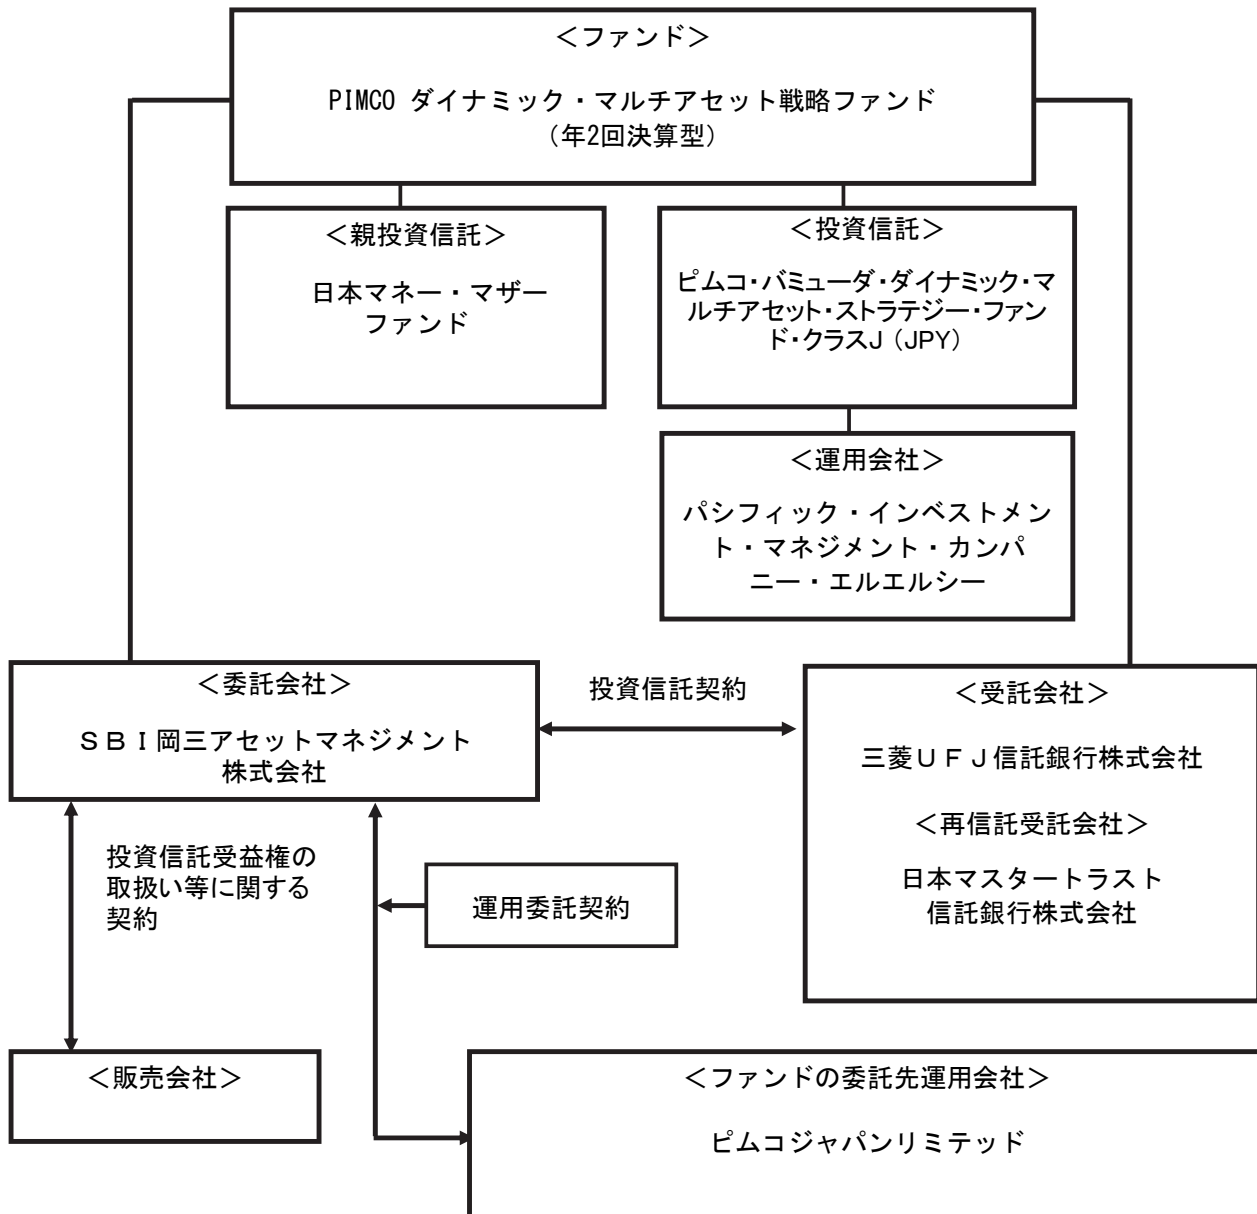 ＜ファンド＞
PIMCO ダイナミック・マルチアセット戦略ファンド
（年2回決算型）
＜親投資信託＞
日本マネー・マザー
ファンド
＜投資信託＞
ピムコ・バミューダ・ダイナミック・マ
ルチアセット・ストラテジー・ファン
ド・クラスJ（JPY）
＜運用会社＞
パシフィック・インベストメン
ト・マネジメント・カンパ
ニー・エルエルシー
＜委託会社＞
ＳＢＩ岡三アセットマネジメント
株式会社
投資信託契約
＜受託会社＞
三菱ＵＦＪ信託銀行株式会社
＜再信託受託会社＞
日本マスタートラスト
信託銀行株式会社
投資信託受益権の
取扱い等に関する
契約
運用委託契約
＜販売会社＞
＜ファンドの委託先運用会社＞
ピムコジャパンリミテッド